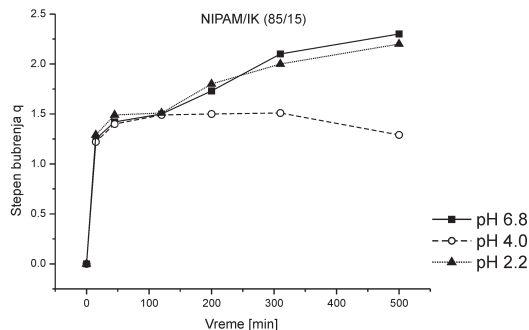 NIPAM/IK (85/15)
2.5
2.0
1.5
1.0
0.5
0.0
Stepen bubrenja q
0 100 200 300 400 500
Vreme [min]
pH 6.8
pH 4.0
pH 2.2